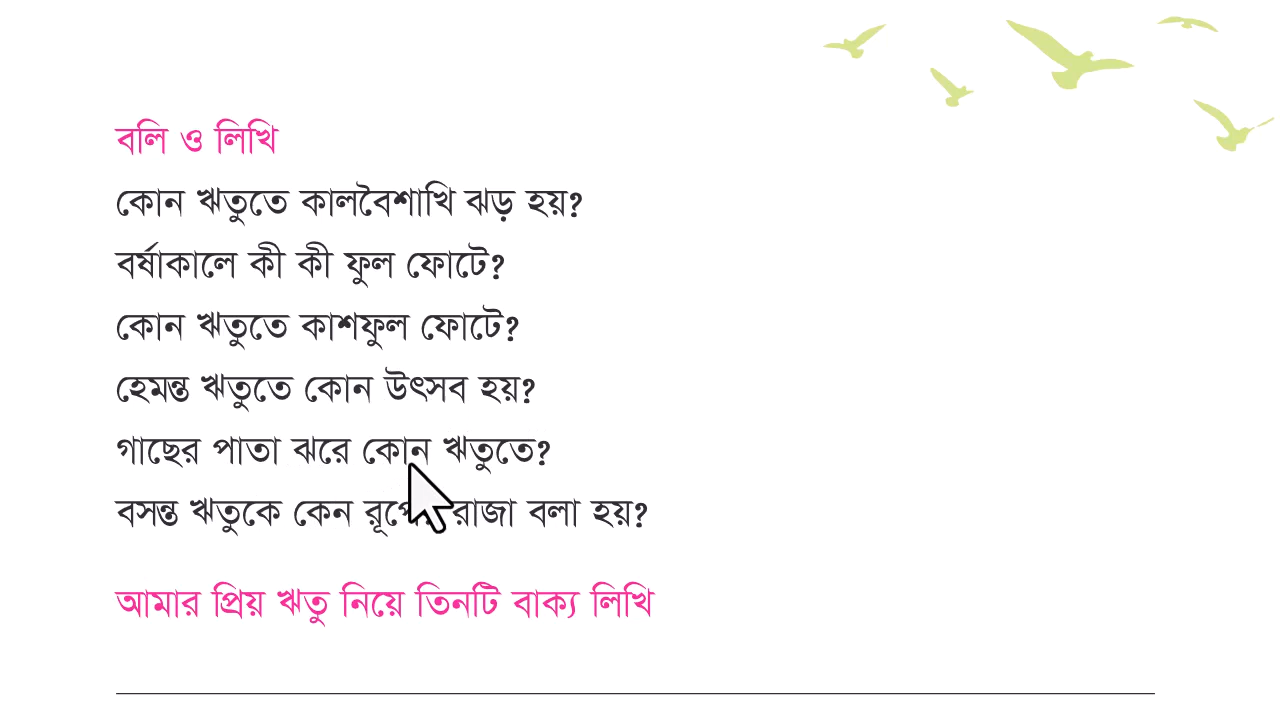 বলি ও লিখি
কোন ঋতুতে কালবৈশাখি ঝড় হয়?
বর্ষাকালে কী কী ফুল ফোটে?
কোন ঋতুতে কাশফুল ফোটে?
হেমন্ত ঋতুতে কোন উৎসব হয়?
গাছের পাতা ঝরে কোন ঋতুতে?
বসন্ত ঋতুকে কেন রাজা বলা হয়?
আমার প্রিয় ঋতু নিয়ে তিনটি বাক্য লিখি